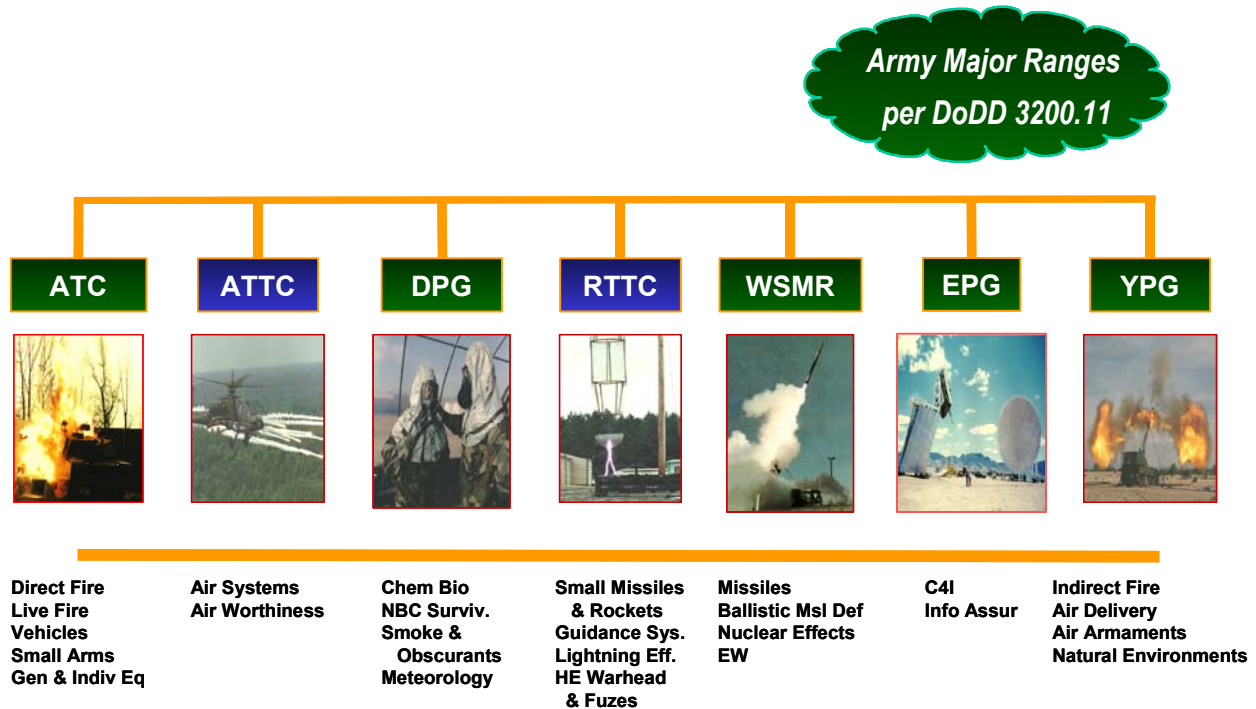 Army Major Ranges
per DoDD 3200.11
ATC
ATTC
DPG
RTTC
WSMR
EPG
YPG
Direct Fire
Live Fire
Vehicles
Small Arms
Gen & Indiv Eq
Air Systems
Air Worthiness
Chem Bio
NBC Surviv.
Smoke &
Obscurants
Meteorology
Small Missiles
& Rockets
Guidance Sys.
Lightning Eff.
HE Warhead
& Fuzes
Missiles
Ballistic Msl Def
Nuclear Effects
EW
C4I
Info Assur
Indirect Fire
Air Delivery
Air Armaments
Natural Environments